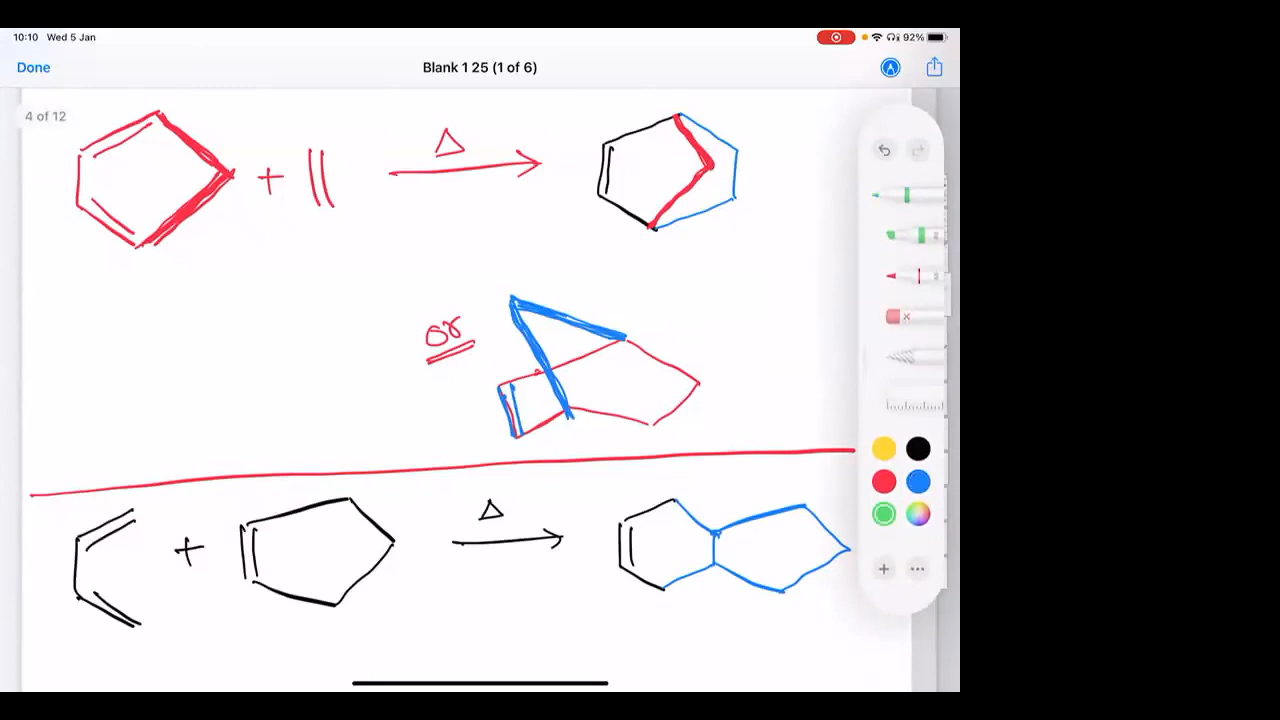 10:10 Wed 5 Jan 92%
Done Blank 1 25 (1 of 6)
4 of 12
+ Δ
or
+ Δ